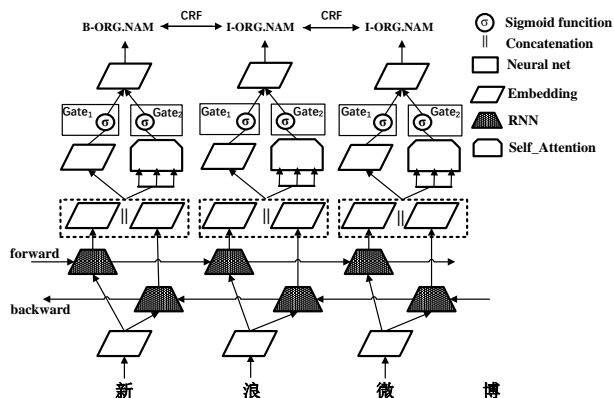 CRF CRF
B-ORG.NAM I-ORG.NAM I-ORG.NAM
σ Sigmoid funcition
|| Concatenation
Neural net
Embedding
RNN
Self_Attention
Gate₁ σ σ Gate₂ Gate₁ σ σ Gate₂ Gate₁ σ σ Gate₂
|| || ||
forward
backward
新 浪 微 博